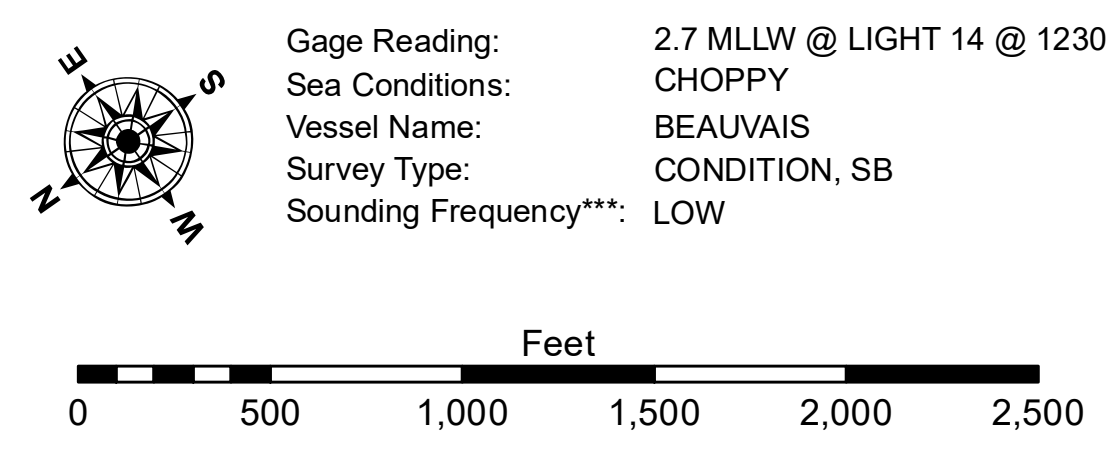 E
S
N
W
Gage Reading: 2.7 MLLW @ LIGHT 14 @ 1230
Sea Conditions: CHOPPY
Vessel Name: BEAUVAIS
Survey Type: CONDITION, SB
Sounding Frequency***: LOW
Feet
0 500 1,000 1,500 2,000 2,500